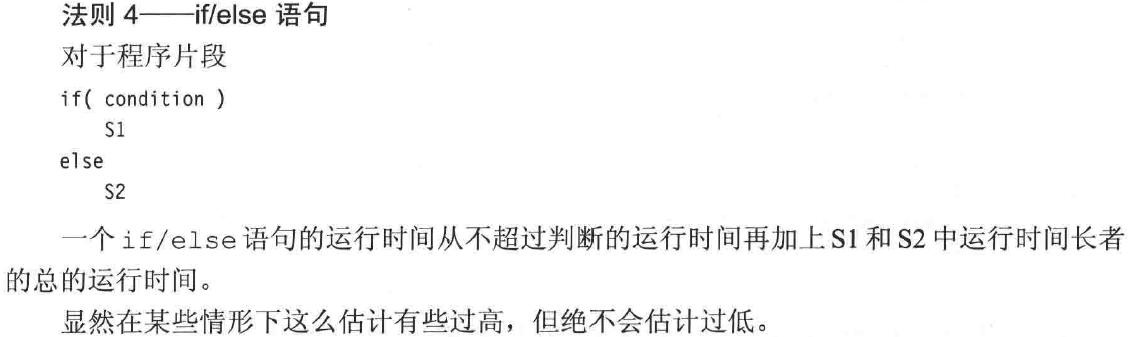 法则 4——if/else 语句
对于程序片段
if( condition )
    S1
else
    S2
一个 if/else 语句的运行时间从不超过判断的运行时间再加上 S1 和 S2 中运行时间长者
的总的运行时间。
显然在某些情形下这么估计有些过高，但绝不会估计过低。